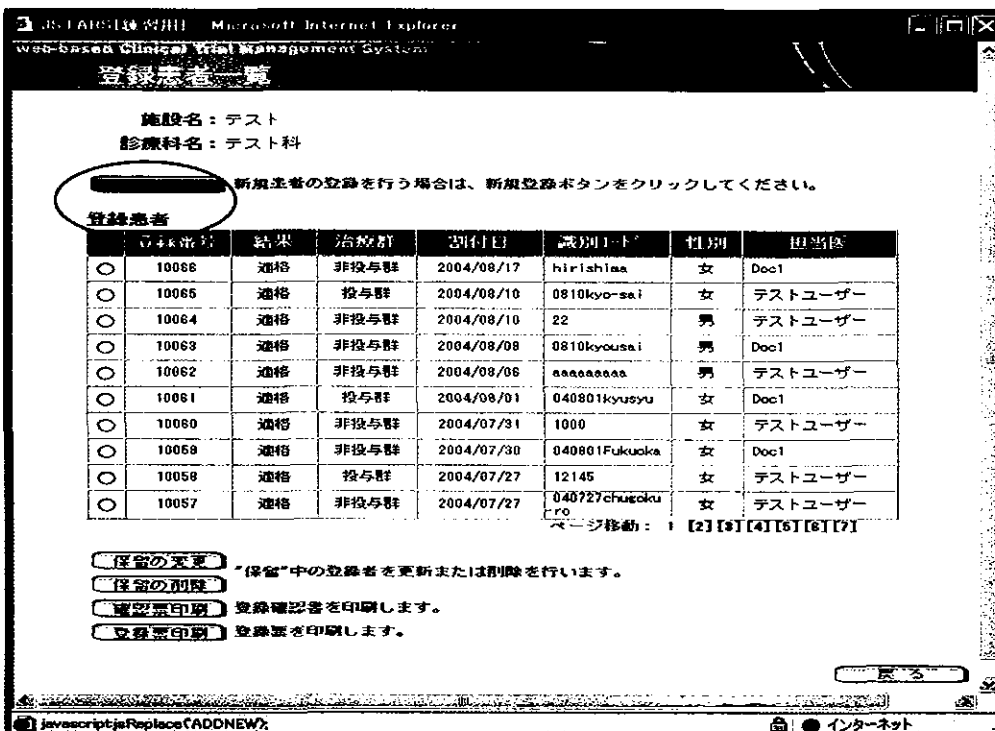 Microsoft Internet Explorer
Web-based Clinical Trial Management System
登録患者一覧
施設名：テスト
診療科名：テスト科
新規患者の登録を行う場合は、新規登録ボタンをクリックしてください。
登録患者
登録番号 結果 治療群 割付日 識別コード 性別 担当医
10066 適格 非投与群 2004/08/17 hirishima 女 Doc1
10065 適格 投与群 2004/08/10 0810kyo-sai 女 テストユーザー
10064 適格 非投与群 2004/08/10 22 男 テストユーザー
10063 適格 非投与群 2004/08/08 0810kyousai 男 Doc1
10062 適格 非投与群 2004/08/06 aaaaaaaaa 男 テストユーザー
10061 適格 投与群 2004/08/01 040801kyusyu 女 Doc1
10060 適格 非投与群 2004/07/31 1000 女 テストユーザー
10059 適格 非投与群 2004/07/30 040801Fukuoka 女 Doc1
10058 適格 投与群 2004/07/27 12145 女 テストユーザー
10057 適格 非投与群 2004/07/27 040727chugoku-ro 女 テストユーザー
ページ移動： 1 [2] [3] [4] [5] [6] [7]
保留の変更
"保留"中の登録者を更新または削除を行います。
保留の削除
確認票印刷 登録確認書を印刷します。
登録票印刷 登録票を印刷します。
戻る
javascript:jsReplace('ADDNEW');
インターネット